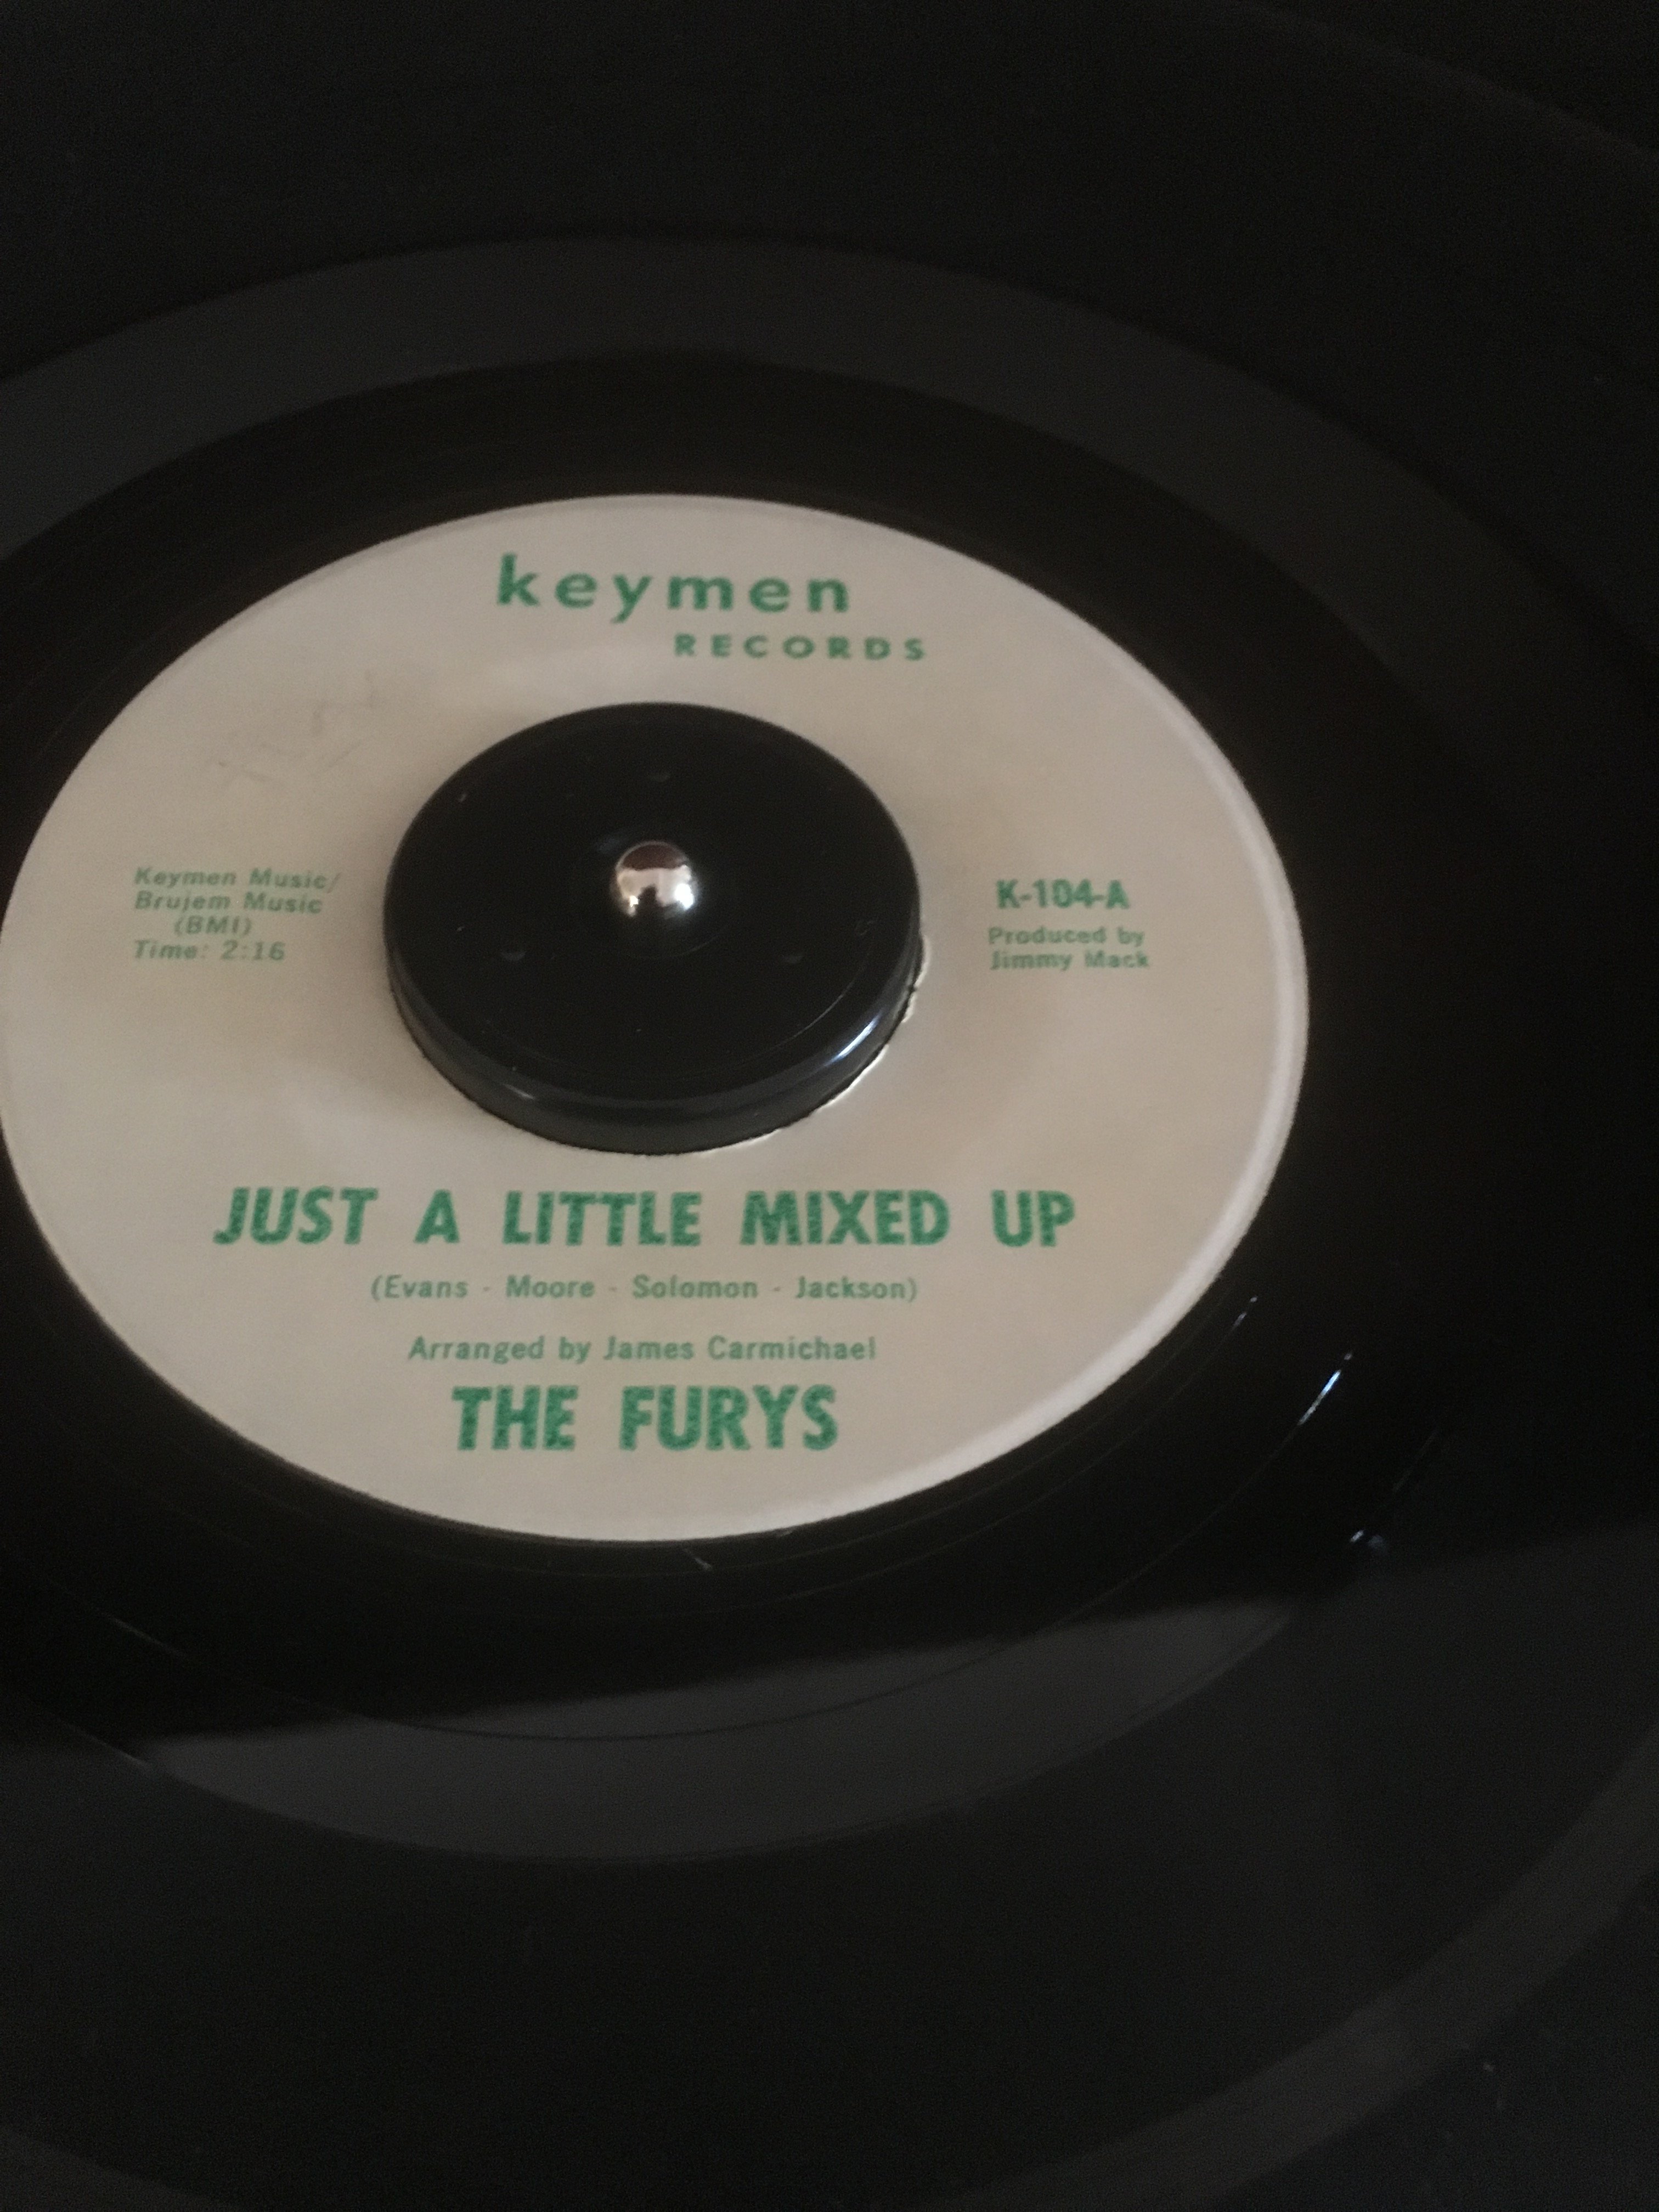 keymen
RECORDS
Keymen Music/
Brujem Music
(BMI)
Time: 2:16
K-104-A
Produced by
Jimmy Mack
JUST A LITTLE MIXED UP
(Evans - Moore - Solomon - Jackson)
Arranged by James Carmichael
THE FURYS